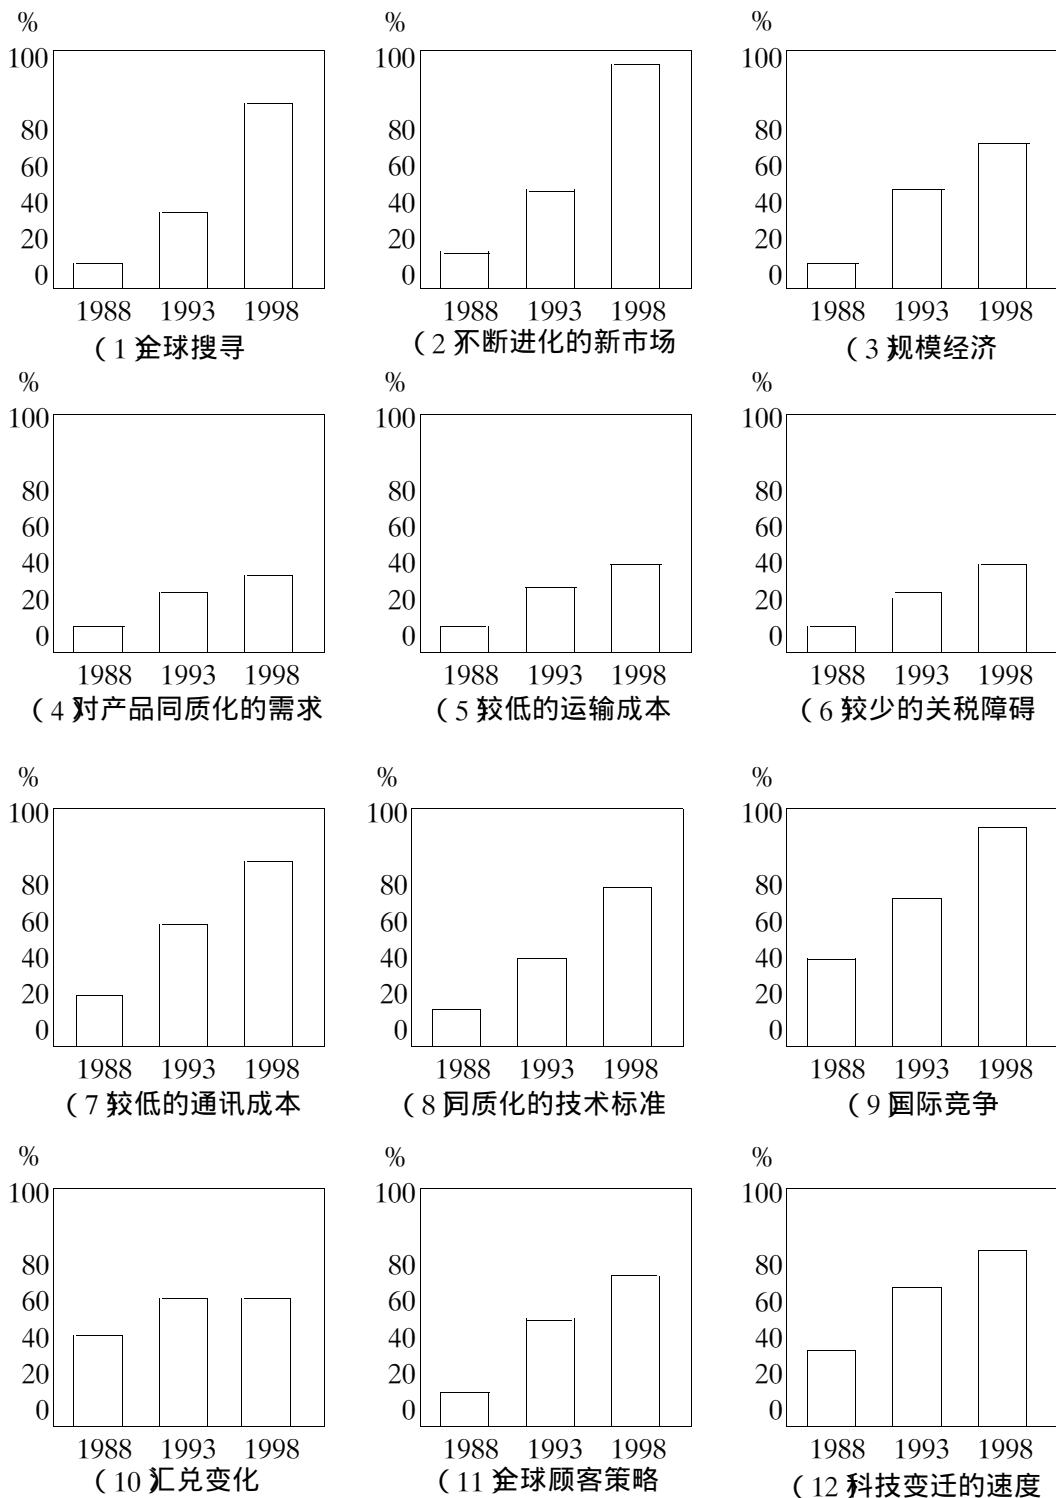 % % %
100 100 100
80 80 80
60 60 60
40 40 40
20 20 20
0 0 0
1988 1993 1998 1988 1993 1998 1988 1993 1998
(1)全球搜寻 (2)不断进化的新市场 (3)规模经济
% % %
100 100 100
80 80 80
60 60 60
40 40 40
20 20 20
0 0 0
1988 1993 1998 1988 1993 1998 1988 1993 1998
(4)对产品同质化的需求 (5)较低的运输成本 (6)较少的关税障碍
% % %
100 100 100
80 80 80
60 60 60
40 40 40
20 20 20
0 0 0
1988 1993 1998 1988 1993 1998 1988 1993 1998
(7)较低的通讯成本 (8)同质化的技术标准 (9)国际竞争
% % %
100 100 100
80 80 80
60 60 60
40 40 40
20 20 20
0 0 0
1988 1993 1998 1988 1993 1998 1988 1993 1998
(10)汇兑变化 (11)全球顾客策略 (12)科技变迁的速度